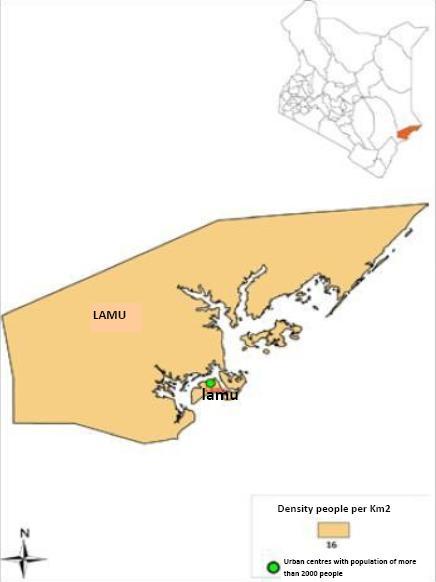 LAMU
lamu
Density people per Km2
16
N
Urban centres with population of more
than 2000 people